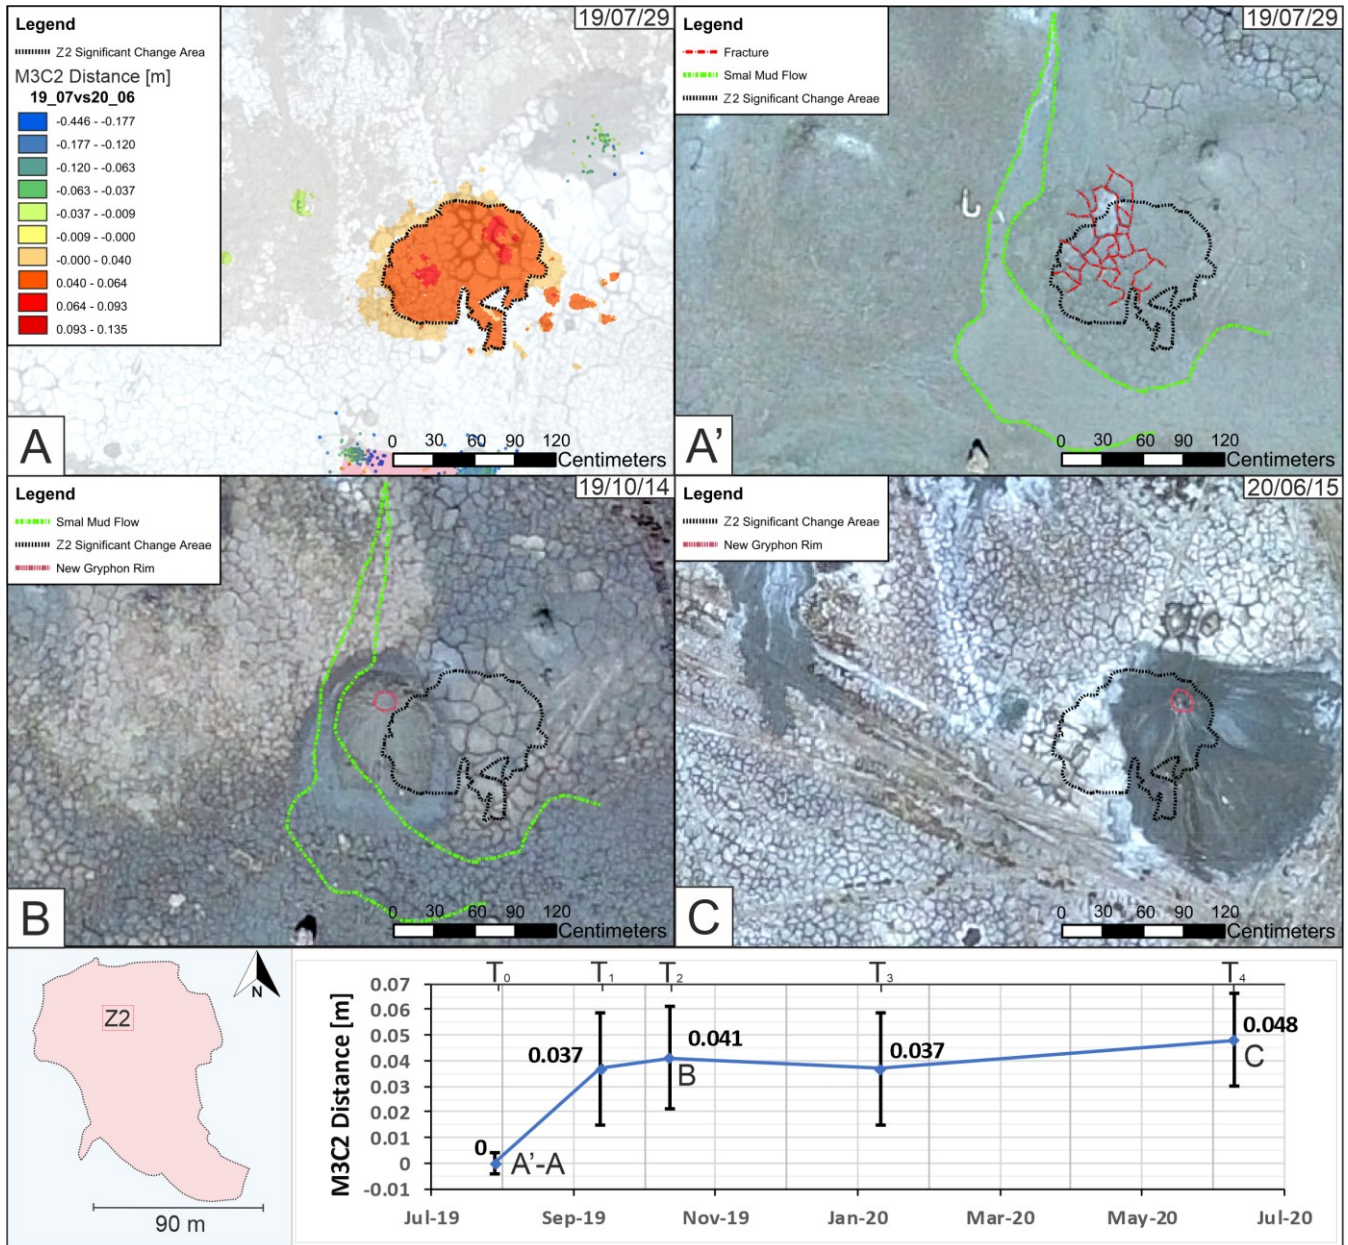 19/07/29
Legend
Z2 Significant Change Area
M3C2 Distance [m]
19_07vs20_06
-0.446 - -0.177
-0.177 - -0.120
-0.120 - -0.063
-0.063 - -0.037
-0.037 - -0.009
-0.009 - -0.000
-0.000 - 0.040
0.040 - 0.064
0.064 - 0.093
0.093 - 0.135
A
0 30 60 90 120
Centimeters
19/07/29
Legend
Fracture
Smal Mud Flow
Z2 Significant Change Areae
A'
0 30 60 90 120
Centimeters
19/10/14
Legend
Smal Mud Flow
Z2 Significant Change Areae
New Gryphon Rim
B
0 30 60 90 120
Centimeters
20/06/15
Legend
Z2 Significant Change Areae
New Gryphon Rim
C
0 30 60 90 120
Centimeters
Z2
N
90 m
T0 T1 T2 T3 T4
M3C2 Distance [m]
0.07
0.06
0.05
0.04
0.03
0.02
0.01
0
-0.01
0
A'-A
0.037
0.041
B
0.037
0.048
C
Jul-19 Sep-19 Nov-19 Jan-20 Mar-20 May-20 Jul-20